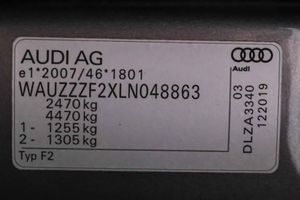 AUDI AG
e1*2007/46*1801
WAUZZZF2XLN048863
2470 kg
4470 kg
1- 1255 kg
2- 1305 kg
Typ F2
Audi
03
DLZA3340
122019